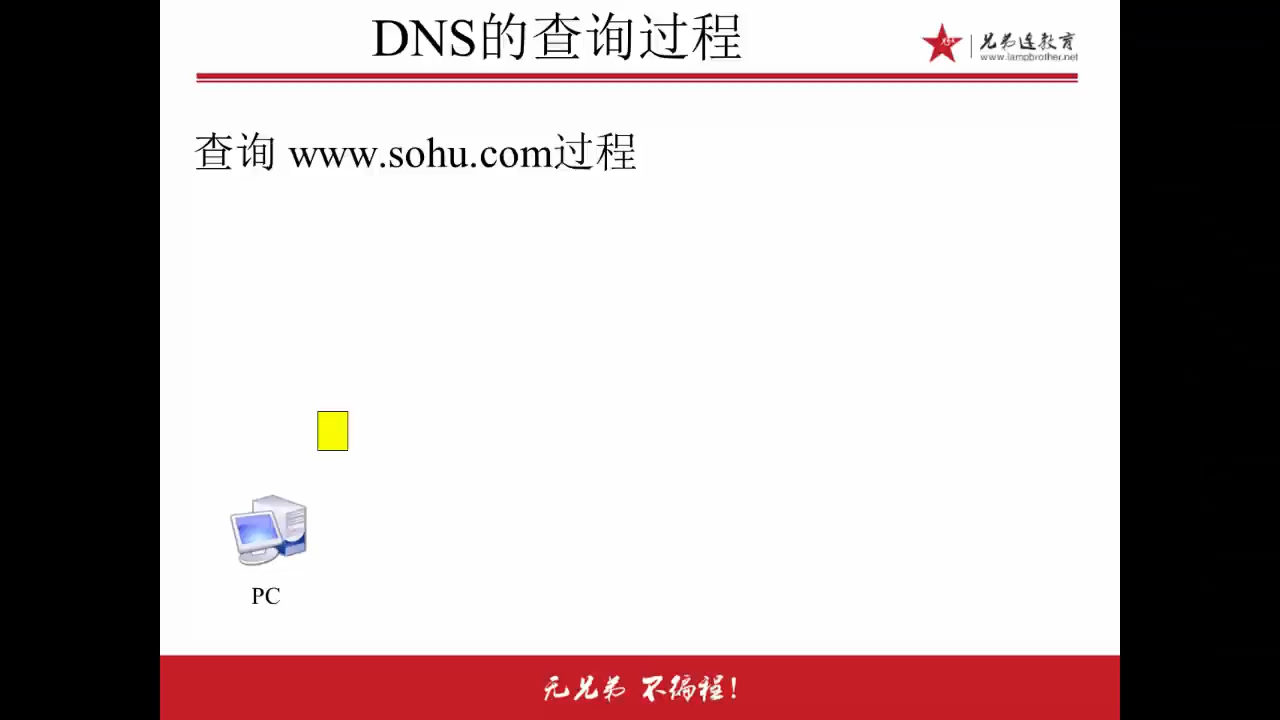 DNS的查询过程
兄弟连教育
www.lampbrother.net
查询 www.sohu.com过程
PC
无兄弟 不编程!